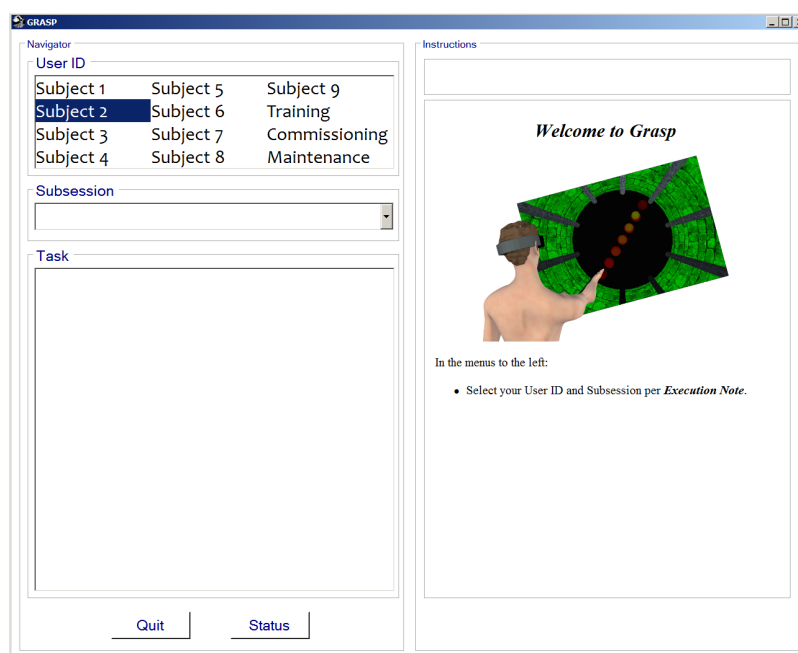 GRASP
Navigator
User ID
Subject 1 Subject 5 Subject 9
Subject 2 Subject 6 Training
Subject 3 Subject 7 Commissioning
Subject 4 Subject 8 Maintenance
Subsession
Task
Quit Status
Instructions
Welcome to Grasp
In the menus to the left:
• Select your User ID and Subsession per Execution Note.